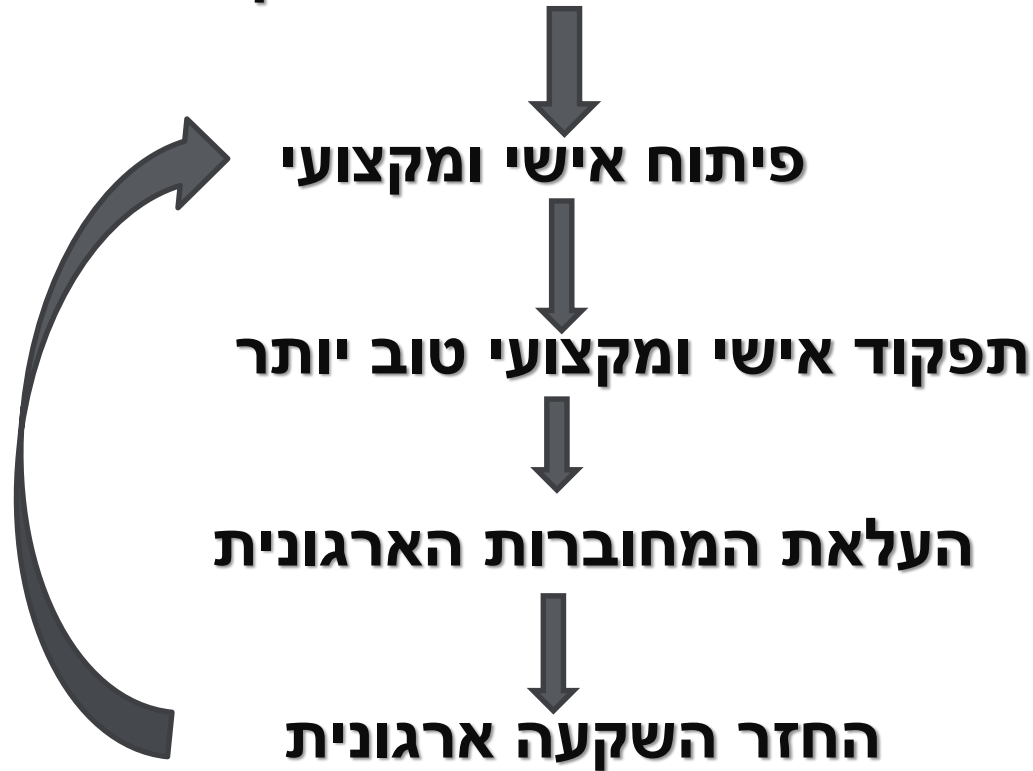 פיתוח אישי ומקצועי
תפקוד אישי ומקצועי טוב יותר
העלאת המחוברות הארגונית
החזר השקעה ארגונית